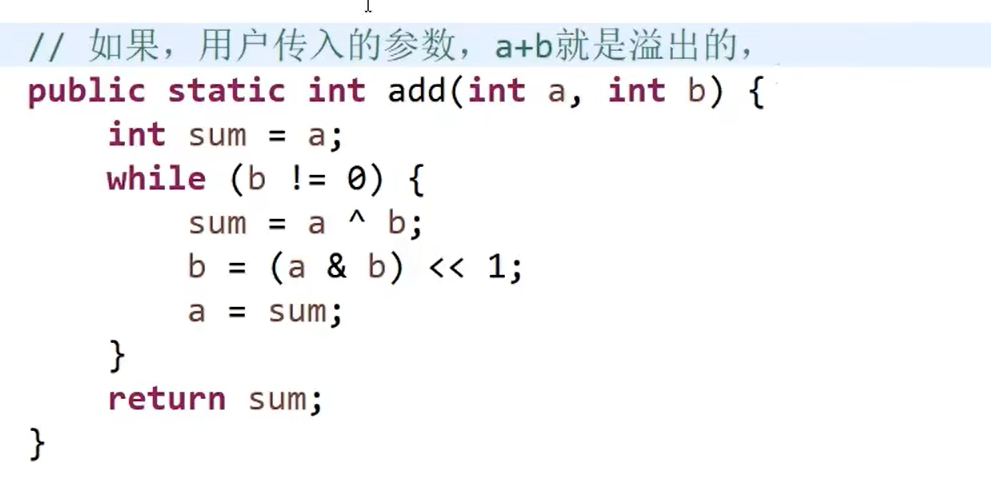 // 如果，用户传入的参数，a+b就是溢出的，
public static int add(int a, int b) {
    int sum = a;
    while (b != 0) {
        sum = a ^ b;
        b = (a & b) << 1;
        a = sum;
    }
    return sum;
}